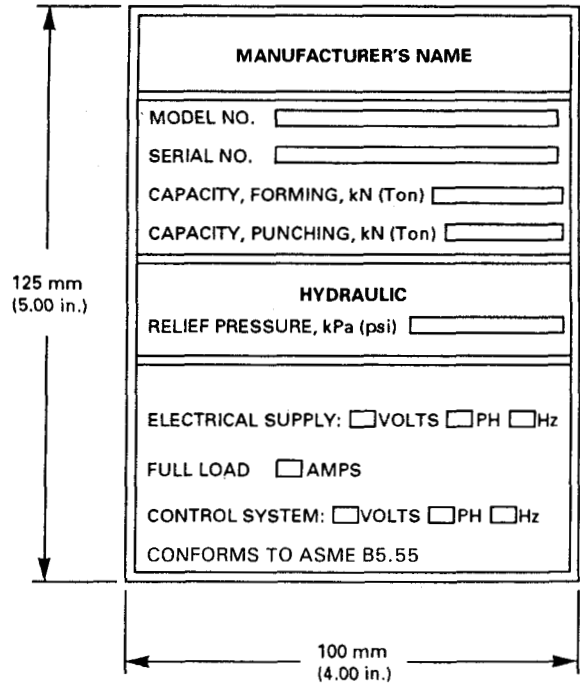 MANUFACTURER'S NAME
MODEL NO.
SERIAL NO.
CAPACITY, FORMING, kN (Ton)
CAPACITY, PUNCHING, kN (Ton)
125 mm
(5.00 in.)
HYDRAULIC
RELIEF PRESSURE, kPa (psi)
ELECTRICAL SUPPLY: VOLTS PH Hz
FULL LOAD AMPS
CONTROL SYSTEM: VOLTS PH Hz
CONFORMS TO ASME B5.55
100 mm
(4.00 in.)